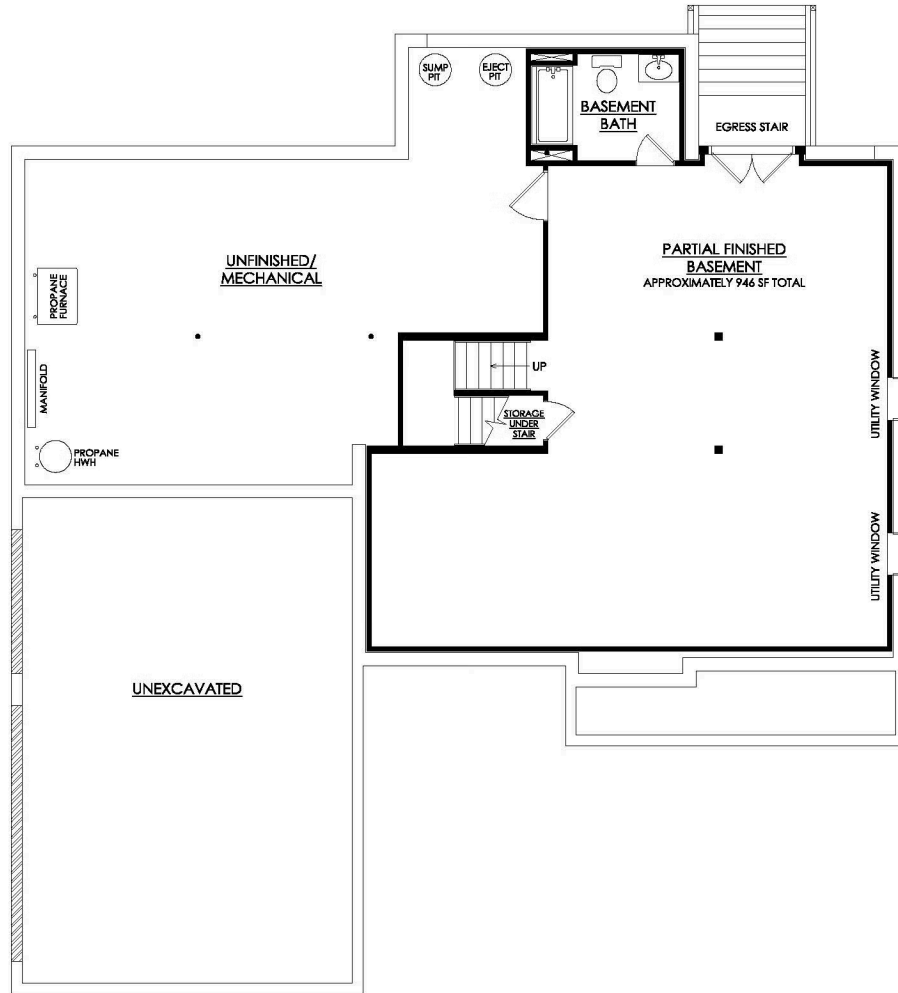 SUMP
PIT
EJECT
PIT
BASEMENT
BATH
EGRESS STAIR
UNFINISHED/
MECHANICAL
PARTIAL FINISHED
BASEMENT
APPROXIMATELY 946 SF TOTAL
PROPANE
FURNACE
MANIFOLD
PROPANE
HWH
UP
STORAGE
UNDER
STAIR
UTILITY WINDOW
UTILITY WINDOW
UNEXCAVATED